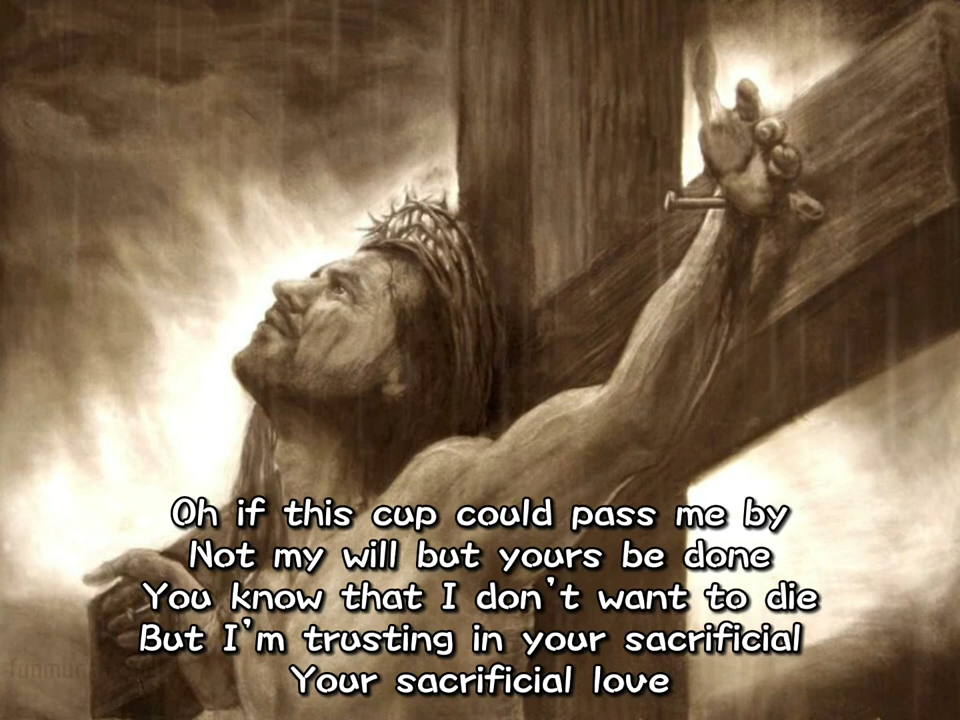 Oh if this cup could pass me by
Not my will but yours be done
You know that I don't want to die
But I'm trusting in your sacrificial
Your sacrificial love